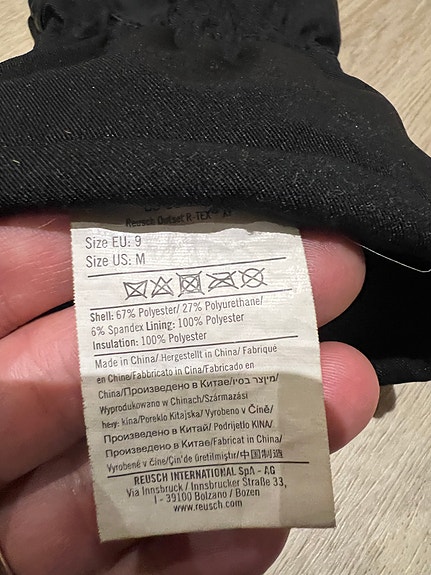 Reusch Outset R-TEX® XT
Size EU: 9
Size US: M
Shell: 67% Polyester/ 27% Polyurethane/
6% Spandex Lining: 100% Polyester
Insulation: 100% Polyester
Made in China/ Hergestellt in China/ Fabriqué
en Chine/Fabbricato in Cina/Fabricado en
China/Произведено в Китае/מיוצר בסין/
Wyprodukowano w Chinach/Származási
hely: kína/Poreklo Kitajska/ Vyrobeno v Číně/
Произведено в Китай/ Podrijetlo KINA/
Произведено в Китае/Fabricat in China/
Vyrobené v číne/Çin'de üretilmiştir/中国制造
REUSCH INTERNATIONAL SpA - AG
Via Innsbruck / Innsbrucker Straße 33,
I - 39100 Bolzano / Bozen
www.reusch.com